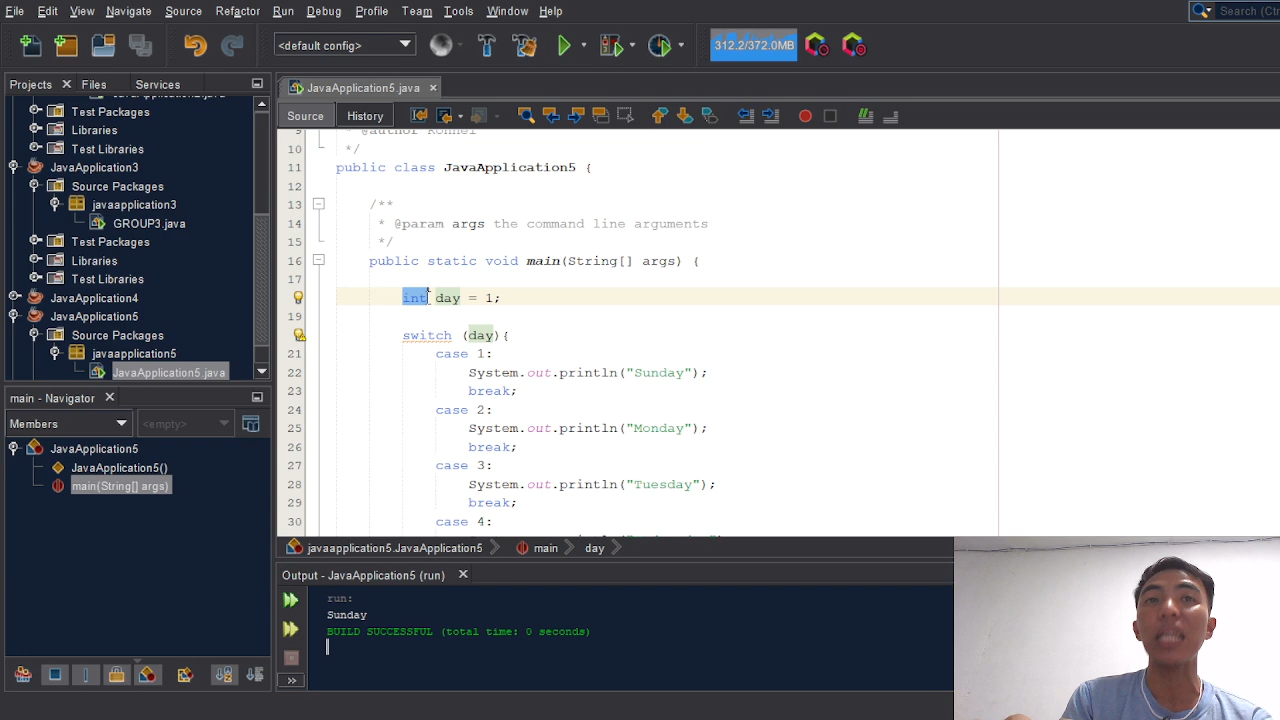 File Edit View Navigate Source Refactor Run Debug Profile Team Tools Window Help
Search (Ctr
<default config>
312.2/372.0MB
Projects Files Services
JavaApplication5.java
Source History
Test Packages
Libraries
Test Libraries
JavaApplication3
Source Packages
javaapplication3
GROUP3.java
Test Packages
Libraries
Test Libraries
JavaApplication4
JavaApplication5
Source Packages
javaapplication5
JavaApplication5.java
9 * @author Ronnel
10 */
11 public class JavaApplication5 {
12
13 /**
14 * @param args the command line arguments
15 */
16 public static void main(String[] args) {
17
int day = 1;
19
switch (day){
21 case 1:
22 System.out.println("Sunday");
23 break;
24 case 2:
25 System.out.println("Monday");
26 break;
27 case 3:
28 System.out.println("Tuesday");
29 break;
30 case 4:
main - Navigator
Members <empty>
JavaApplication5
JavaApplication5()
main(String[] args)
javaapplication5.JavaApplication5 main day
Output - JavaApplication5 (run)
run:
Sunday
BUILD SUCCESSFUL (total time: 0 seconds)